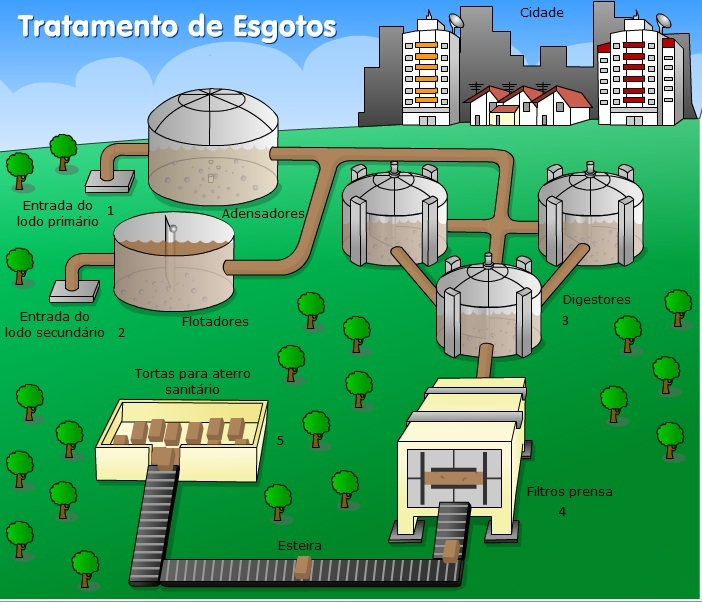 Tratamento de Esgotos
Cidade
Entrada do
lodo primário 1
Adensadores
Entrada do
lodo secundário 2
Flotadores
Digestores
3
Tortas para aterro
sanitário
5
Filtros prensa
4
Esteira